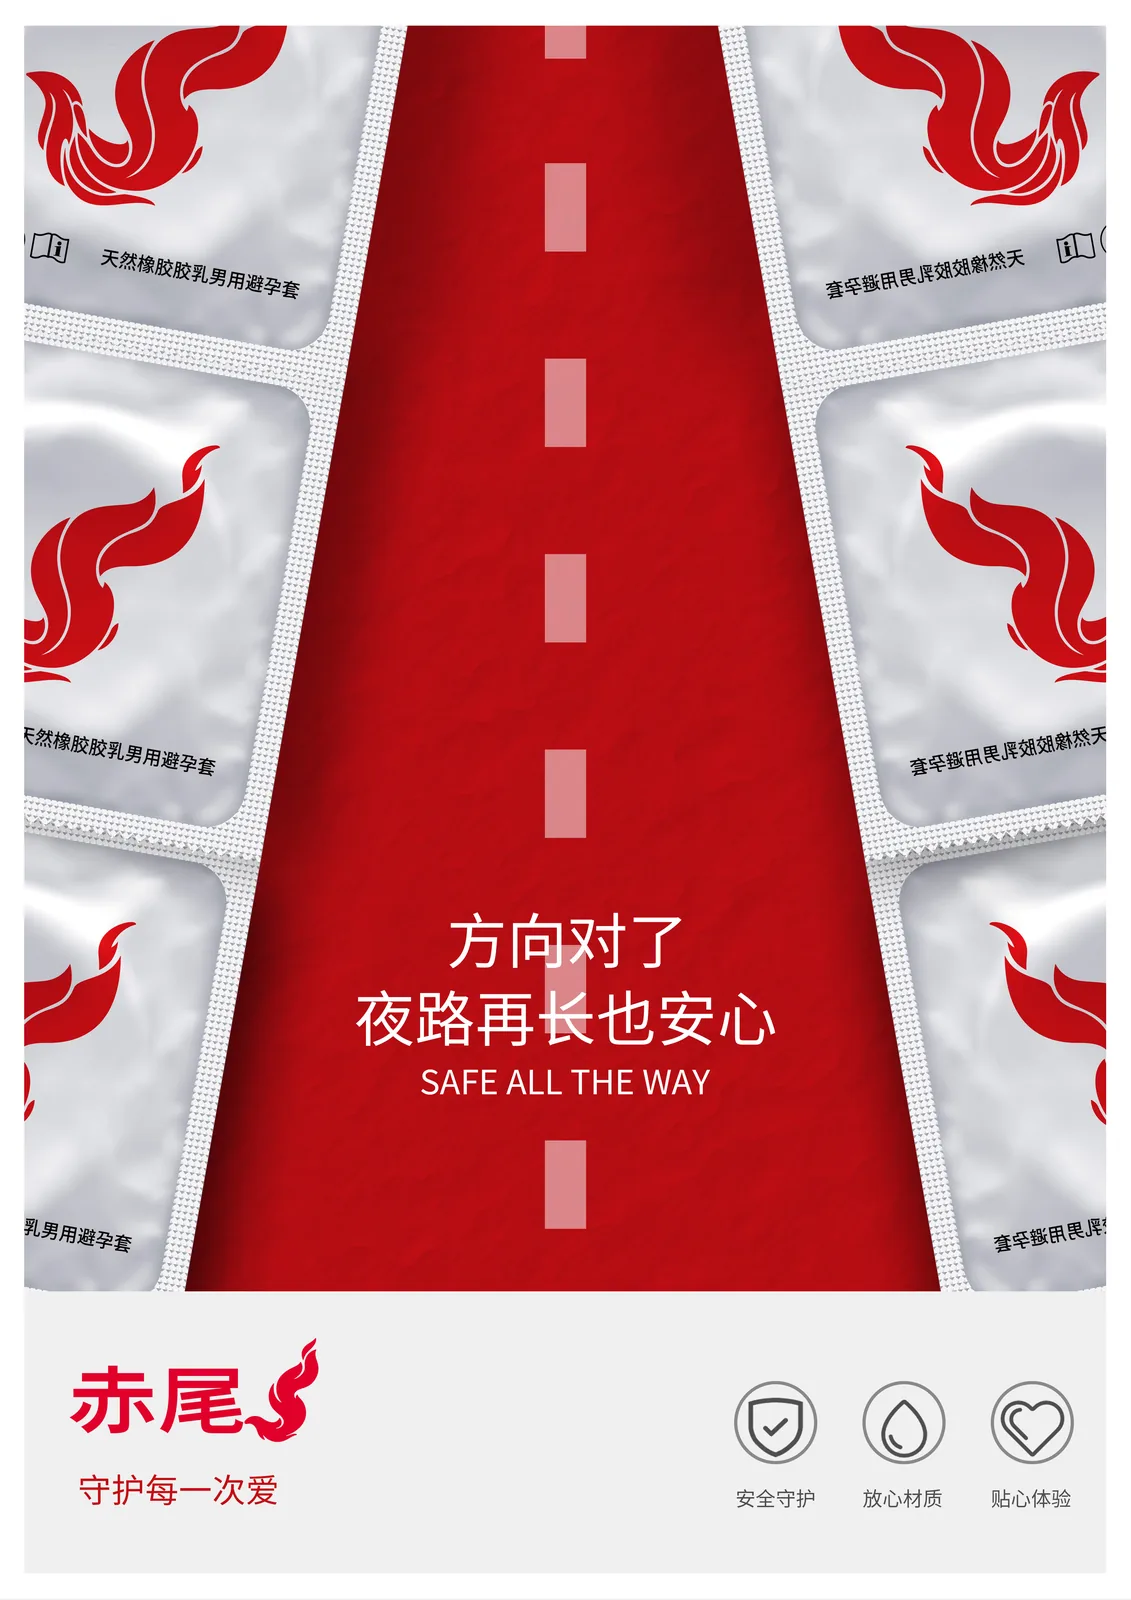 天然橡胶胶乳男用避孕套
天然橡胶胶乳男用避孕套
天然橡胶胶乳男用避孕套
天然橡胶胶乳男用避孕套
方向对了
夜路再长也安心
SAFE ALL THE WAY
乳男用避孕套
乳男用避孕套
赤尾
守护每一次爱
安全守护
放心材质
贴心体验